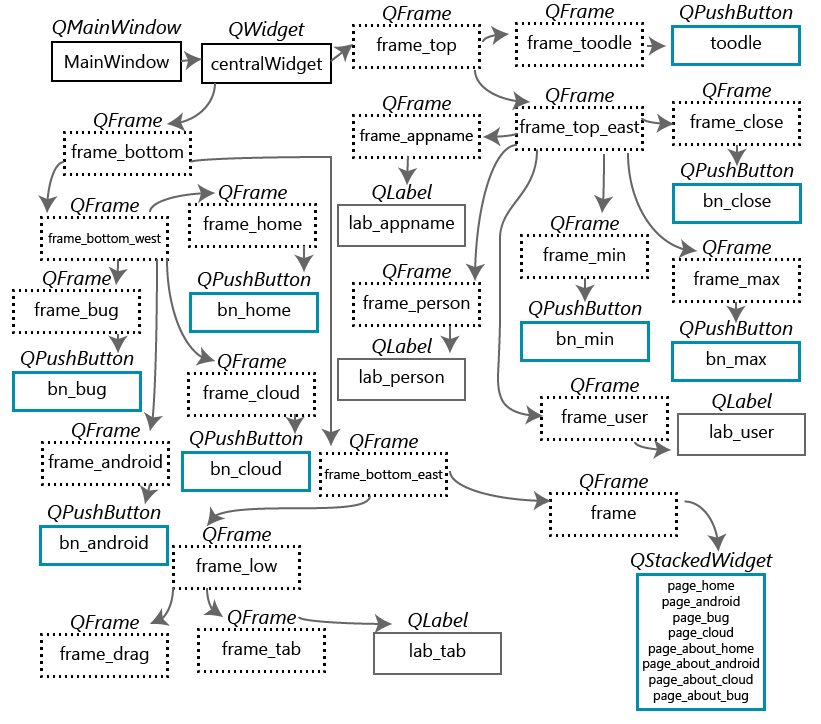 QMainWindow
MainWindow
QWidget
centralWidget
QFrame
frame_top
QFrame
frame_toodle
QPushButton
toodle
QFrame
frame_bottom
QFrame
frame_appname
QLabel
lab_appname
QFrame
frame_top_east
QFrame
frame_close
QPushButton
bn_close
QFrame
frame_bottom_west
QFrame
frame_home
QPushButton
bn_home
QFrame
frame_person
QLabel
lab_person
QFrame
frame_min
QPushButton
bn_min
QFrame
frame_max
QPushButton
bn_max
QFrame
frame_bug
QPushButton
bn_bug
QFrame
frame_cloud
QPushButton
bn_cloud
QFrame
frame_user
QLabel
lab_user
QFrame
frame_android
QPushButton
bn_android
QFrame
frame_bottom_east
QFrame
frame
QStackedWidget
page_home
page_android
page_bug
page_cloud
page_about_home
page_about_android
page_about_cloud
page_about_bug
QFrame
frame_low
QFrame
frame_drag
QFrame
frame_tab
QLabel
lab_tab